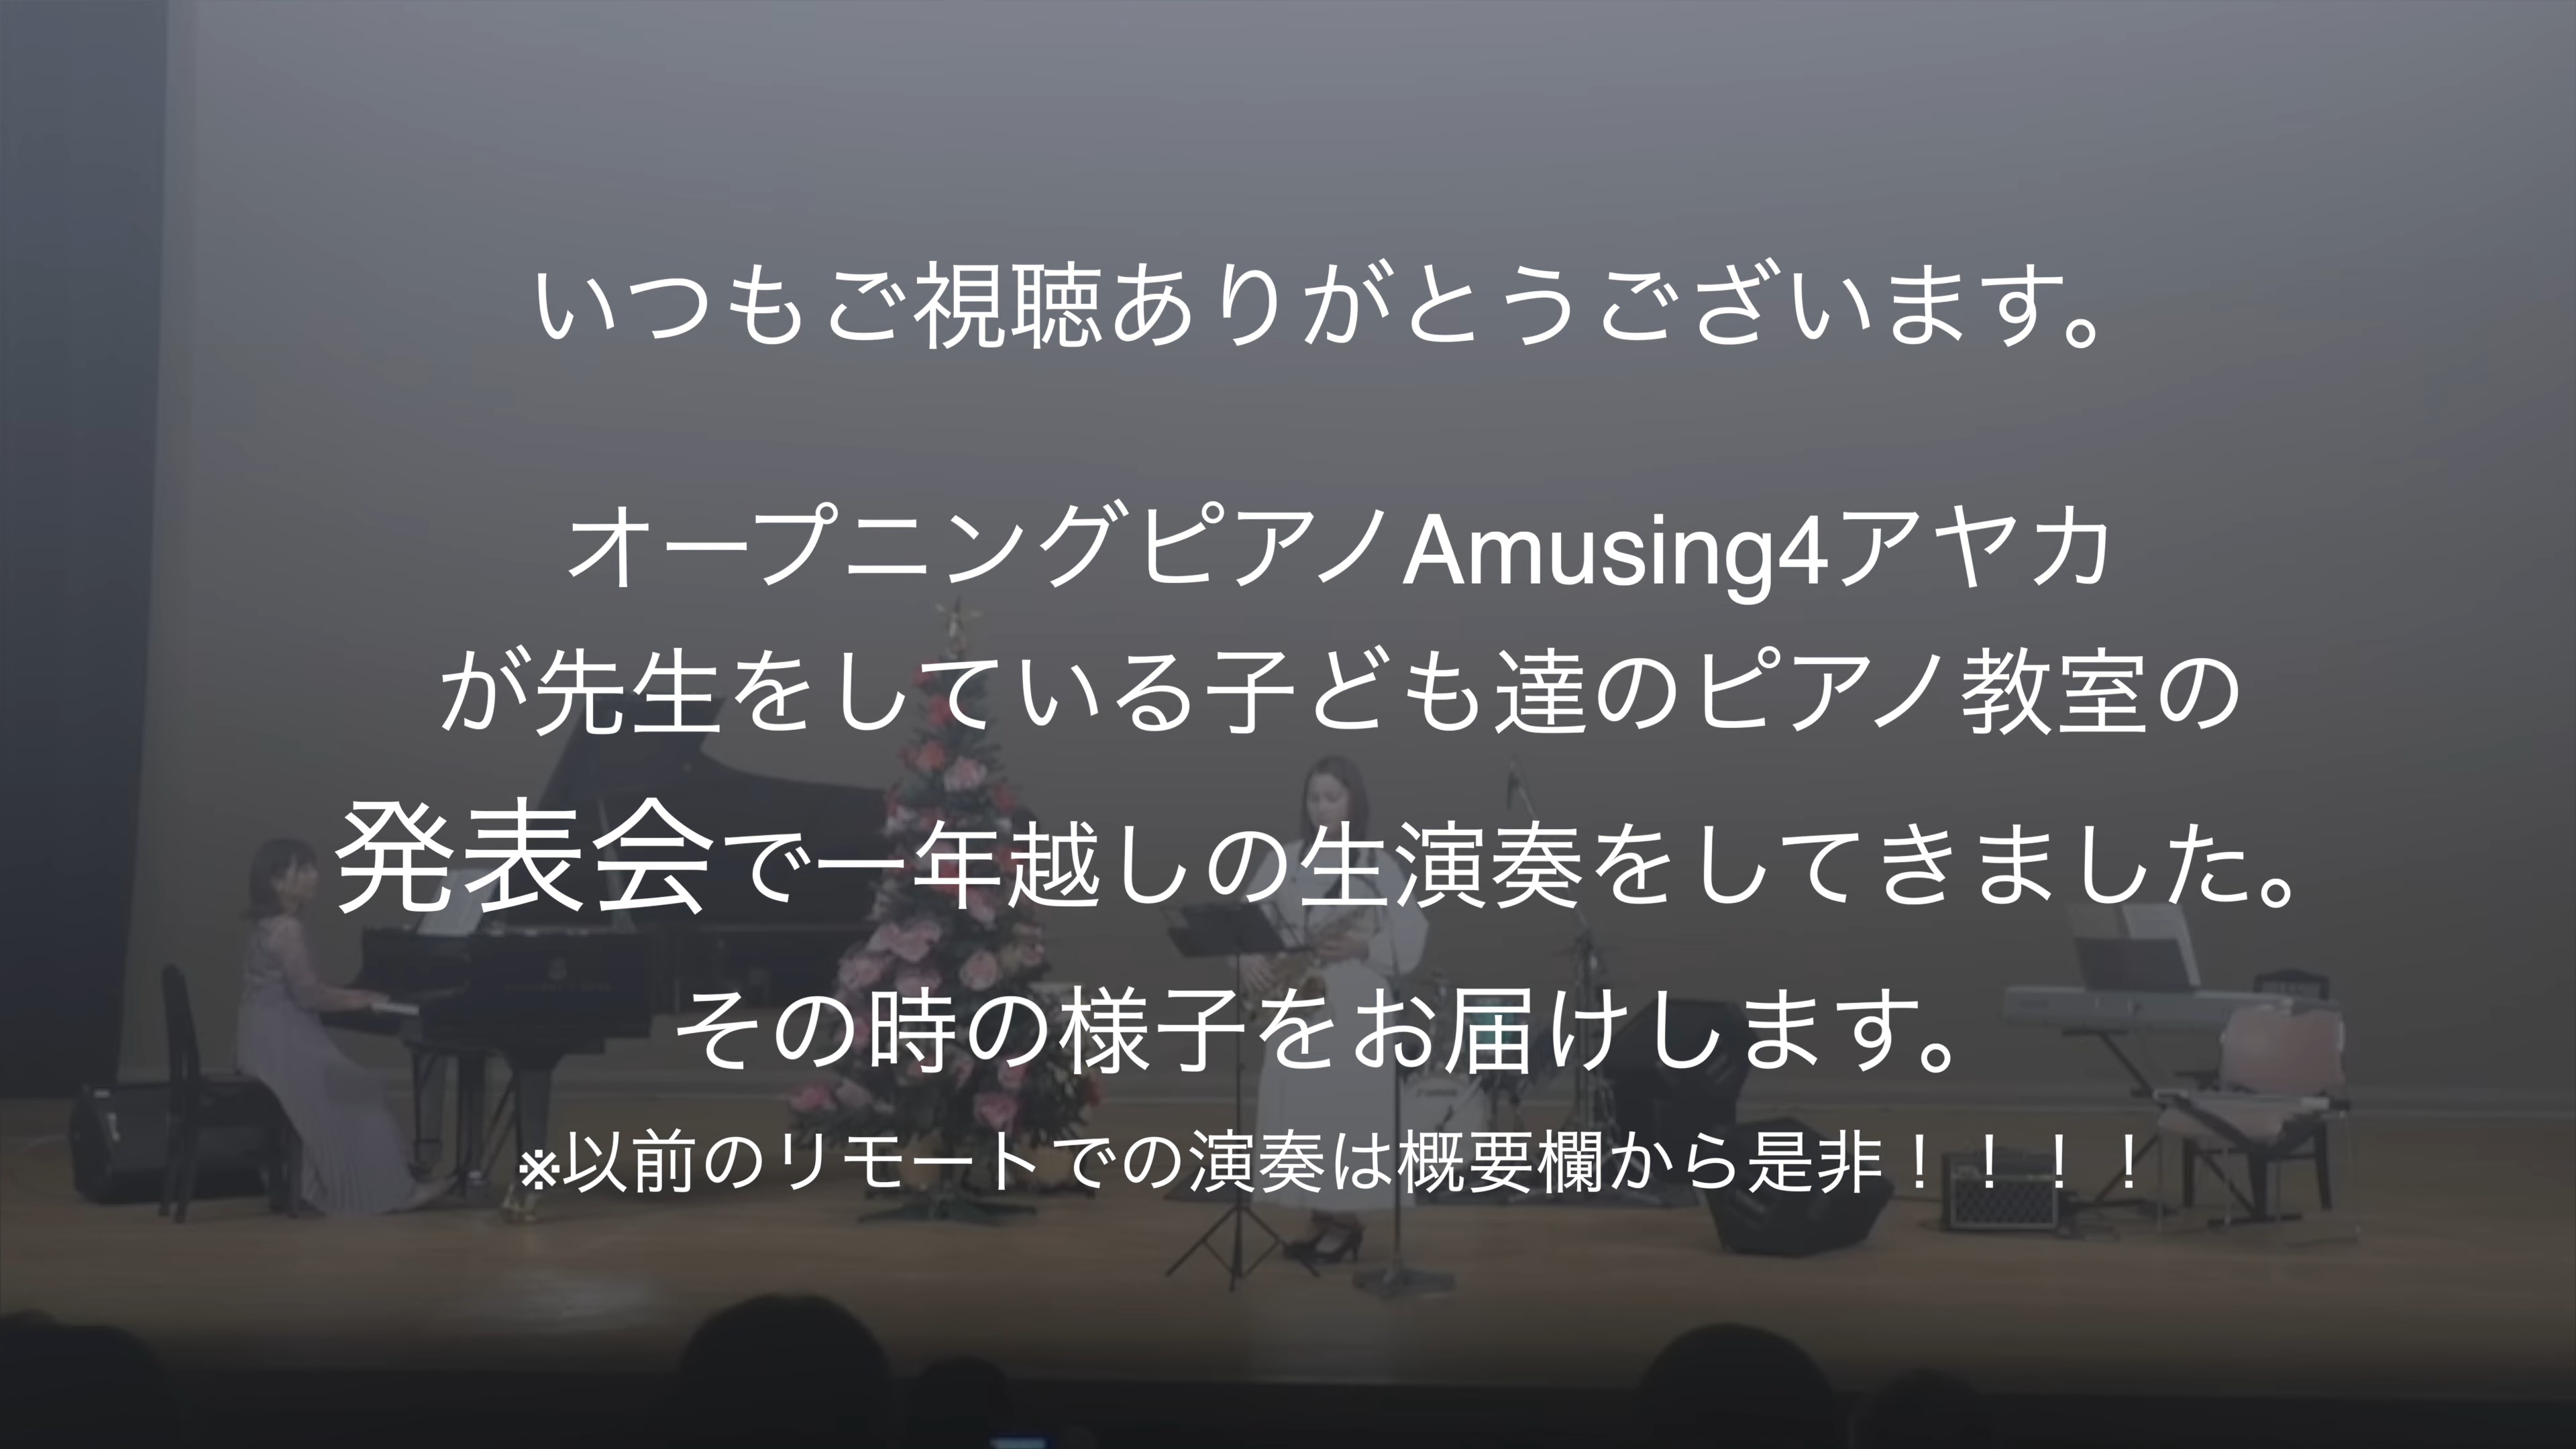 いつもご視聴ありがとうございます。
オープニングピアノAmusing4アヤカ
が先生をしている子ども達のピアノ教室の
発表会で一年越しの生演奏をしてきました。
その時の様子をお届けします。
※以前のリモートでの演奏は概要欄から是非！！！！